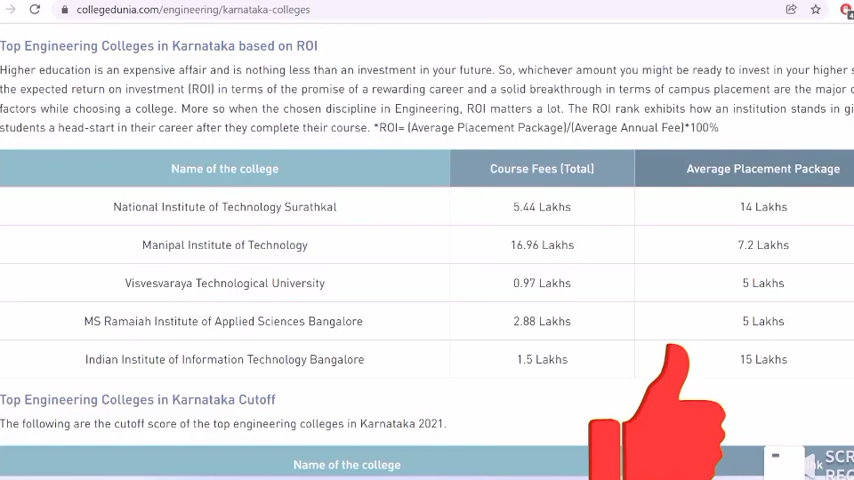 collegedunia.com/engineering/karnataka-colleges
Top Engineering Colleges in Karnataka based on ROI
Higher education is an expensive affair and is nothing less than an investment in your future. So, whichever amount you might be ready to invest in your higher
the expected return on investment (ROI) in terms of the promise of a rewarding career and a solid breakthrough in terms of campus placement are the major
factors while choosing a college. More so when the chosen discipline in Engineering, ROI matters a lot. The ROI rank exhibits how an institution stands in
students a head-start in their career after they complete their course. *ROI= (Average Placement Package)/(Average Annual Fee)*100%
Name of the college Course Fees (Total) Average Placement Package
National Institute of Technology Surathkal 5.44 Lakhs 14 Lakhs
Manipal Institute of Technology 16.96 Lakhs 7.2 Lakhs
Visvesvaraya Technological University 0.97 Lakhs 5 Lakhs
MS Ramaiah Institute of Applied Sciences Bangalore 2.88 Lakhs 5 Lakhs
Indian Institute of Information Technology Bangalore 1.5 Lakhs 15 Lakhs
Top Engineering Colleges in Karnataka Cutoff
The following are the cutoff score of the top engineering colleges in Karnataka 2021.
Name of the college